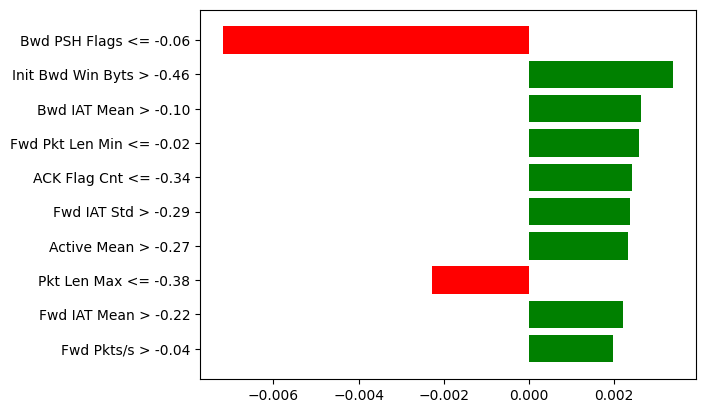 Bwd PSH Flags <= -0.06
Init Bwd Win Byts > -0.46
Bwd IAT Mean > -0.10
Fwd Pkt Len Min <= -0.02
ACK Flag Cnt <= -0.34
Fwd IAT Std > -0.29
Active Mean > -0.27
Pkt Len Max <= -0.38
Fwd IAT Mean > -0.22
Fwd Pkts/s > -0.04
−0.006 −0.004 −0.002 0.000 0.002